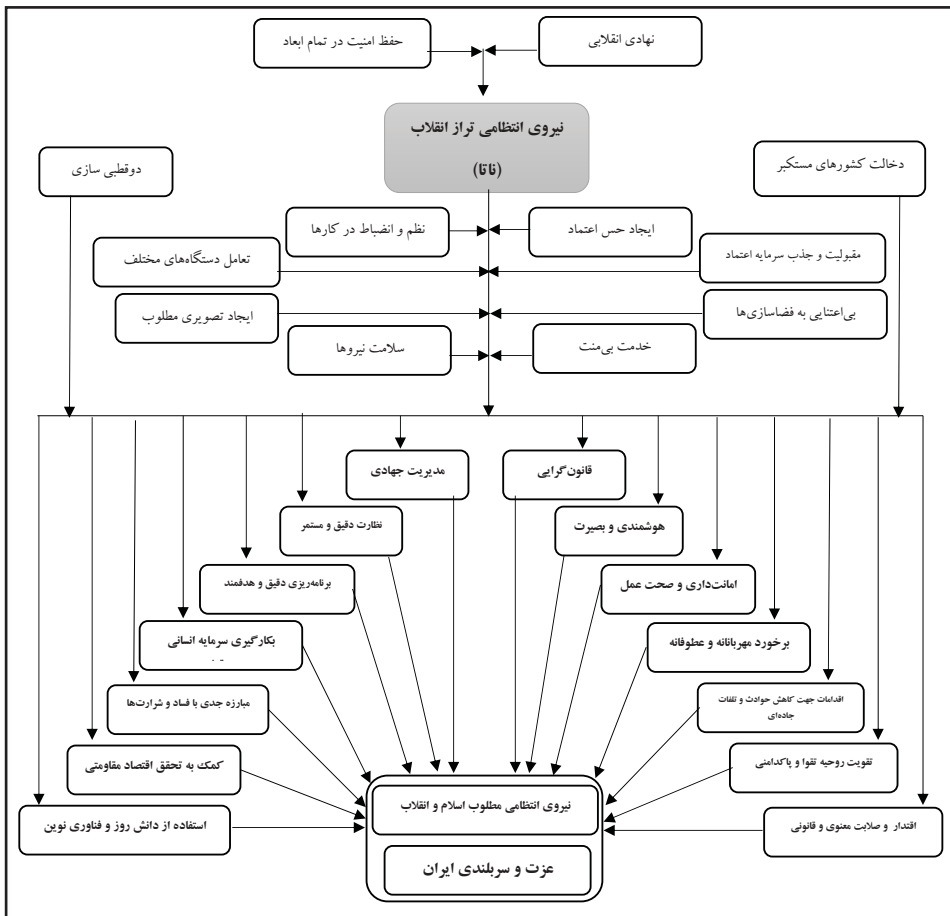 نهادی انقلابی
حفظ امنیت در تمام ابعاد
نیروی انتظامی تراز انقلاب
(ناتا)
دخالت کشورهای مستکبر
دوقطبی سازی
ایجاد حس اعتماد
نظم و انضباط در کارها
مقبولیت و جذب سرمایه اعتماد
تعامل دستگاه‌های مختلف
بی‌اعتنایی به فضاسازی‌ها
ایجاد تصویری مطلوب
خدمت بی‌منت
سلامت نیروها
قانون‌گرایی
مدیریت جهادی
هوشمندی و بصیرت
نظارت دقیق و مستمر
امانت‌داری و صحت عمل
برنامه‌ریزی دقیق و هدفمند
برخورد مهربانانه و عطوفانه
بکارگیری سرمایه انسانی
اقدامات جهت کاهش حوادث و تلفات
جاده‌ای
مبارزه جدی با فساد و شرارت‌ها
تقویت روحیه تقوا و پاکدامنی
کمک به تحقق اقتصاد مقاومتی
اقتدار و صلابت معنوی و قانونی
استفاده از دانش روز و فناوری نوین
نیروی انتظامی مطلوب اسلام و انقلاب
عزت و سربلندی ایران